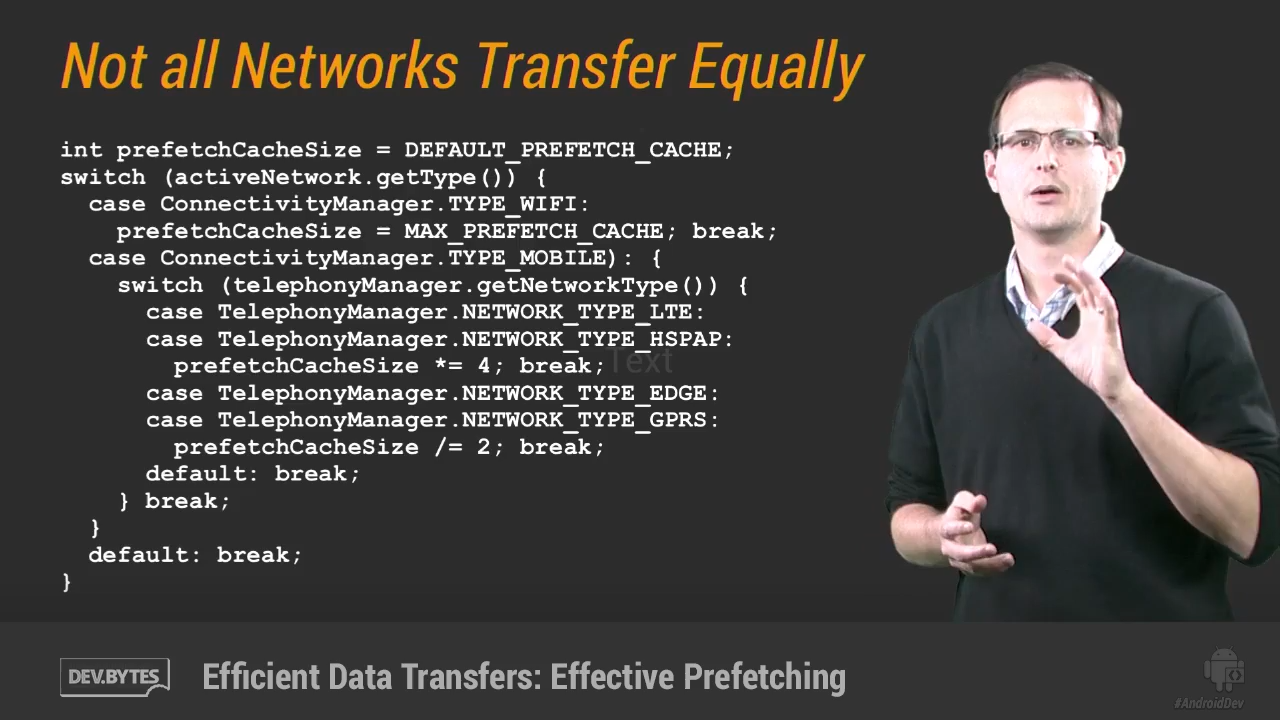 Not all Networks Transfer Equally
int prefetchCacheSize = DEFAULT_PREFETCH_CACHE;
switch (activeNetwork.getType()) {
case ConnectivityManager.TYPE_WIFI:
prefetchCacheSize = MAX_PREFETCH_CACHE; break;
case ConnectivityManager.TYPE_MOBILE): {
switch (telephonyManager.getNetworkType()) {
case TelephonyManager.NETWORK_TYPE_LTE:
case TelephonyManager.NETWORK_TYPE_HSPAP:
prefetchCacheSize *= 4; break;
Text
case TelephonyManager.NETWORK_TYPE_EDGE:
case TelephonyManager.NETWORK_TYPE_GPRS:
prefetchCacheSize /= 2; break;
default: break;
} break;
}
default: break;
}
DEV.BYTES
Efficient Data Transfers: Effective Prefetching
#AndroidDev